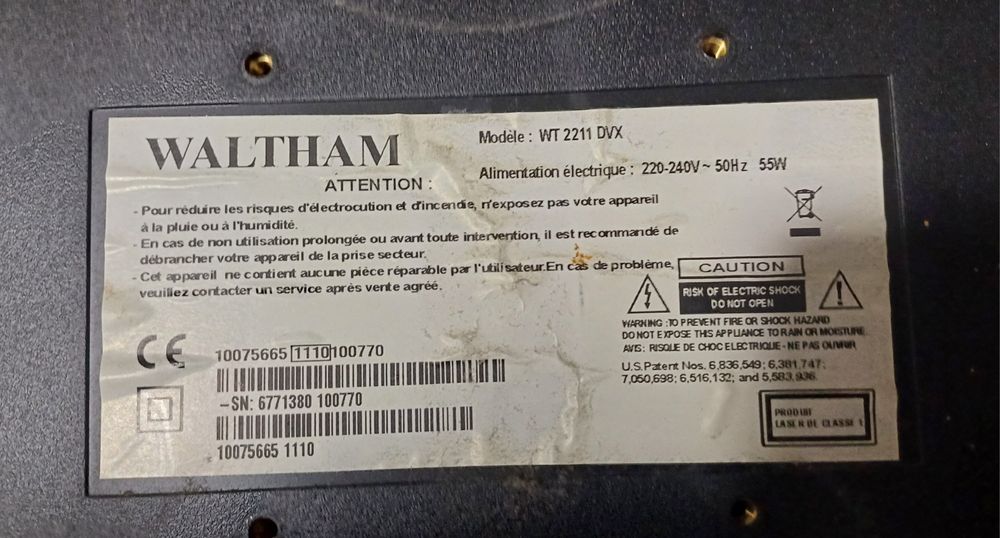 WALTHAM
Modèle : WT 2211 DVX
Alimentation électrique : 220-240V ~ 50Hz 55W
ATTENTION :
- Pour réduire les risques d'électrocution et d'incendie, n'exposez pas votre appareil
à la pluie ou à l'humidité.
- En cas de non utilisation prolongée ou avant toute intervention, il est recommandé de
débrancher votre appareil de la prise secteur.
- Cet appareil ne contient aucune pièce réparable par l'utilisateur.En cas de problème,
veuillez contacter un service après vente agréé.
CAUTION
RISK OF ELECTRIC SHOCK
DO NOT OPEN
WARNING :TO PREVENT FIRE OR SHOCK HAZARD
DO NOT EXPOSE THIS APPLIANCE TO RAIN OR MOISTURE
AVIS: RISQUE DE CHOC ELECTRIQUE - NE PAS OUVRIR
U.S.Patent Nos. 6,836,549; 6,381,747;
7,050,698; 6,516,132; and 5,583,936
CE
10075665 1110 100770
-SN: 6771380 100770
10075665 1110
PRODUIT
LASER DE CLASSE 1